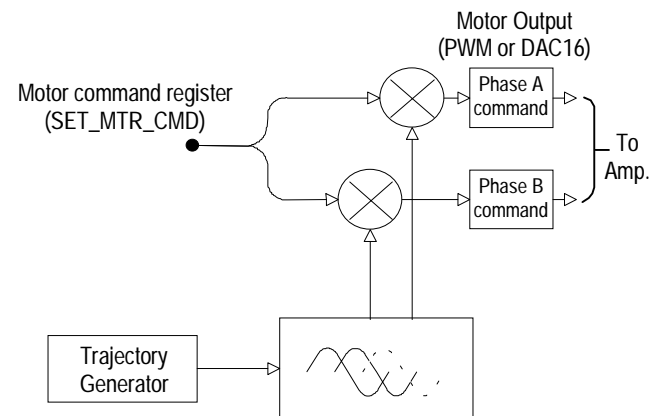 Motor Output
(PWM or DAC16)
Motor command register
(SET_MTR_CMD)
Phase A
command
To
Amp.
Phase B
command
Trajectory
Generator